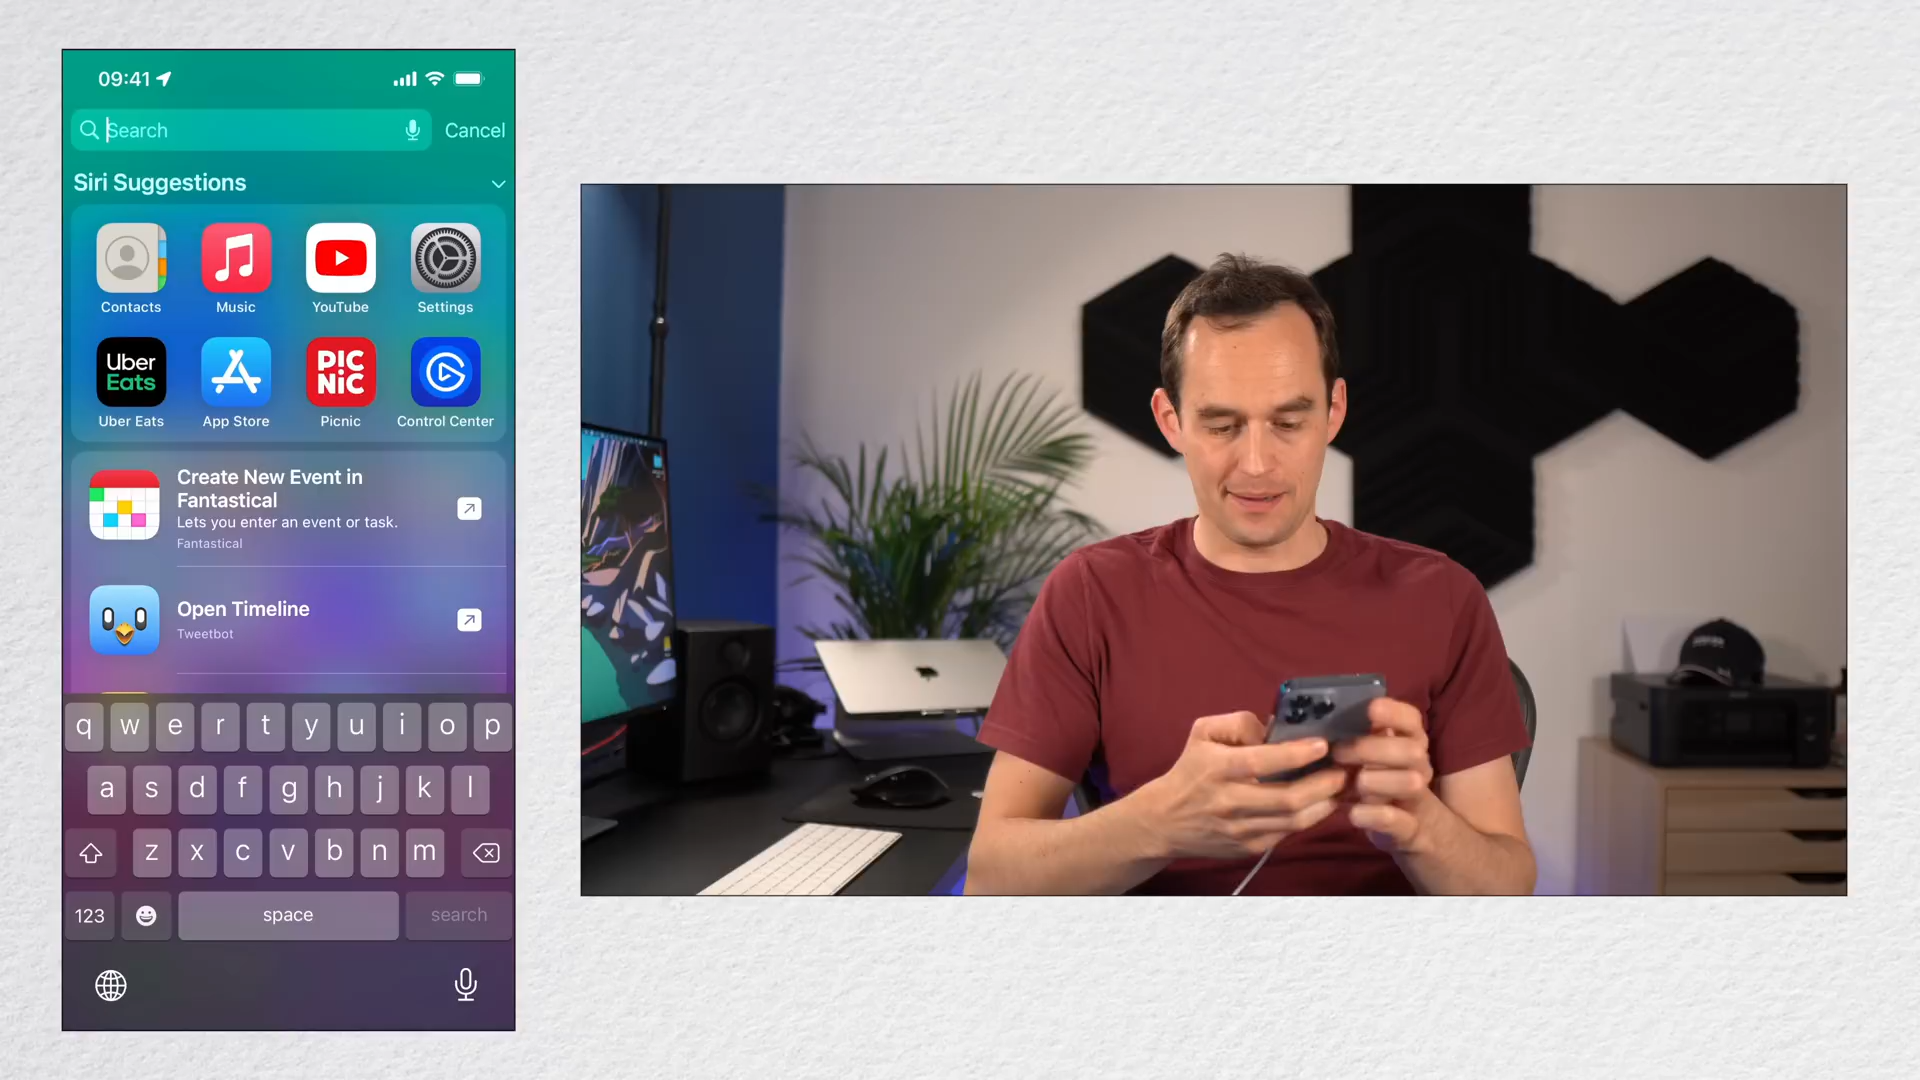 09:41
Search
Cancel
Siri Suggestions
Contacts
Music
YouTube
Settings
Uber
Eats
PIC
NiC
Uber Eats
App Store
Picnic
Control Center
Create New Event in
Fantastical
Lets you enter an event or task.
Fantastical
Open Timeline
Tweetbot
q w e r t y u i o p
a s d f g h j k l
z x c v b n m
123
space
search